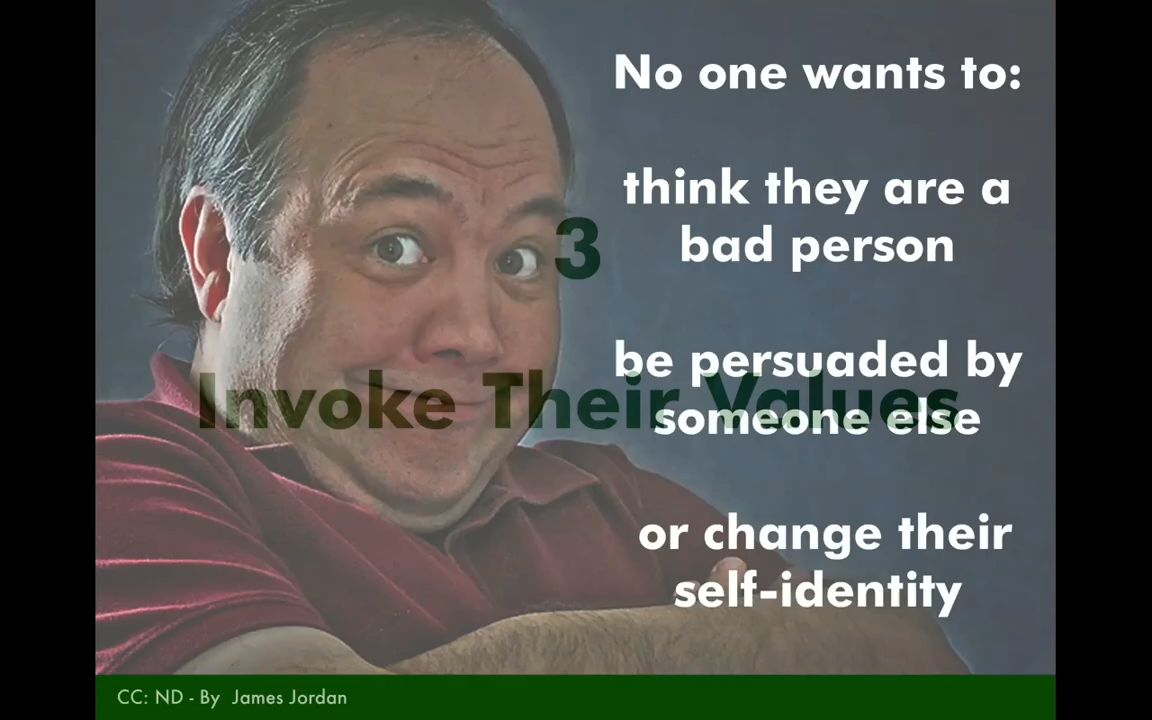 No one wants to:
think they are a
bad person
3
be persuaded by
Invoke Their Values
someone else
or change their
self-identity
CC: ND - By James Jordan